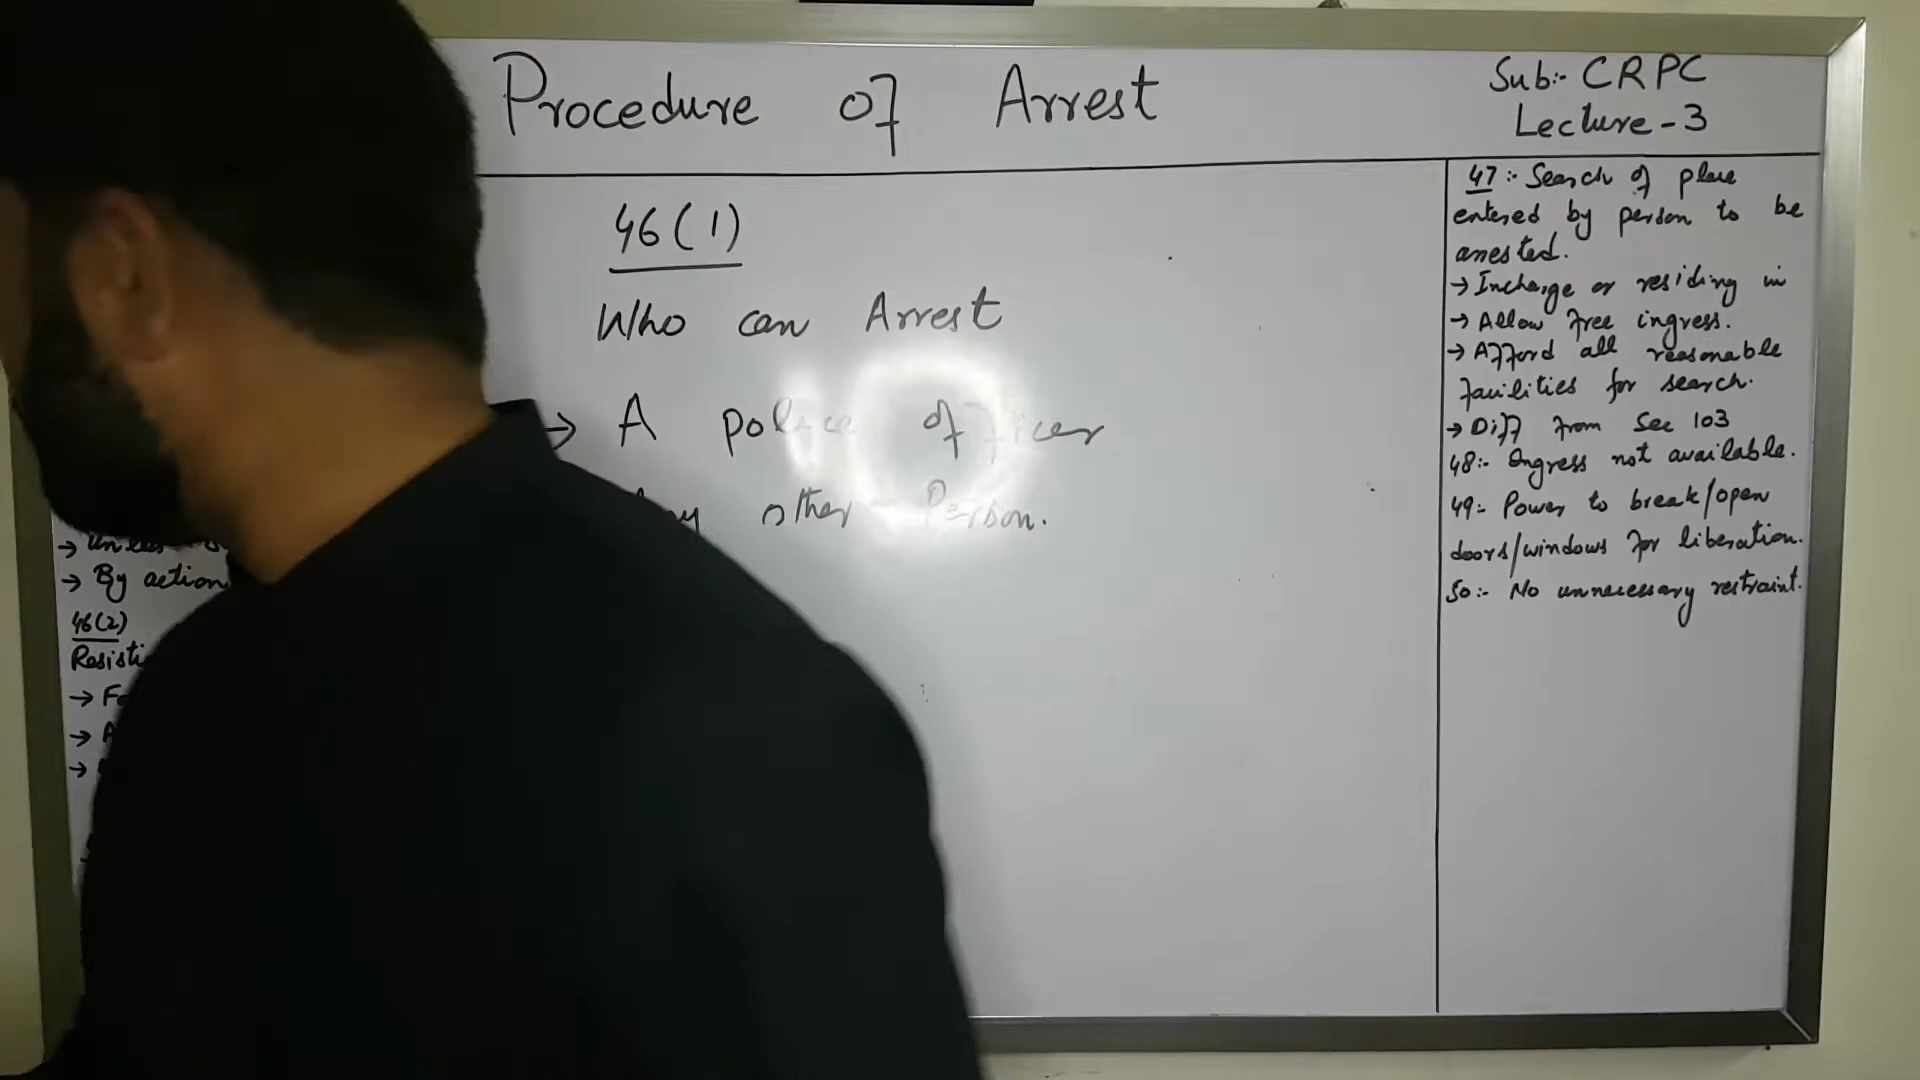 Procedure of Arrest
Sub:- CRPC
Lecture-3
→ By action
46(2)
46(1)
Who can Arrest
→ A police officer
other Person.
47:- Search of place
entered by person to be
arrested.
→ Incharge or residing in
→ Allow free ingress.
→ Afford all reasonable
facilities for search.
→ Diff from Sec 103
48:- Ingress not available.
49:- Power to break/open
doors/windows for liberation.
50:- No unnecessary restraint.